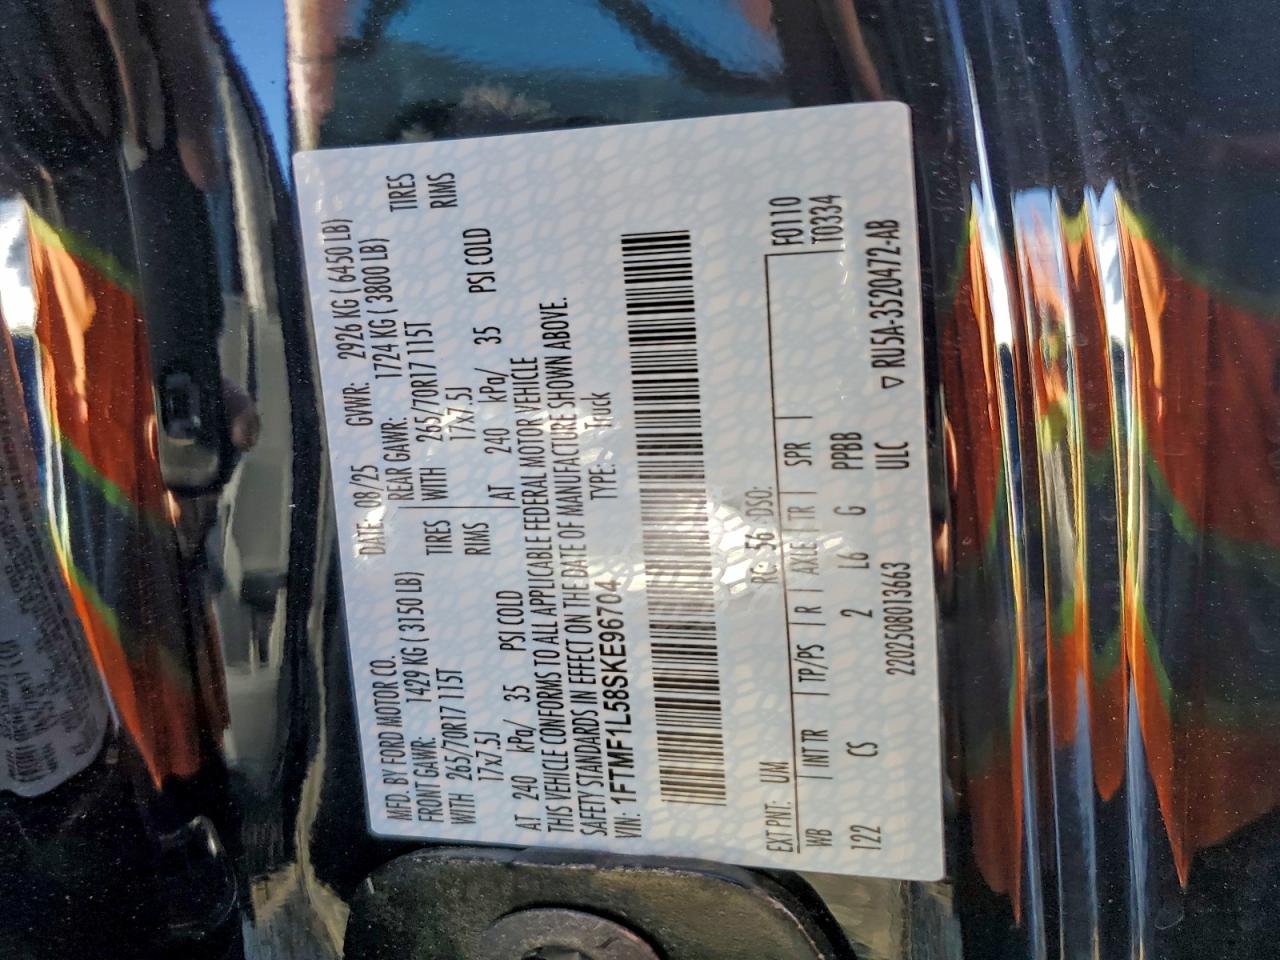 MFD. BY FORD MOTOR CO.
DATE: 08/25
GVWR: 2926 KG ( 6450 LB)
FRONT GAWR: 1429 KG ( 3150 LB)
REAR GAWR: 1724 KG ( 3800 LB)
WITH 265/70R17 115T TIRES
WITH 265/70R17 115T TIRES
17x7.5J RIMS
17x7.5J RIMS
AT 240 kPa/ 35 PSI COLD
AT 240 kPa/ 35 PSI COLD
THIS VEHICLE CONFORMS TO ALL APPLICABLE FEDERAL MOTOR VEHICLE
SAFETY STANDARDS IN EFFECT ON THE DATE OF MANUFACTURE SHOWN ABOVE.
VIN: 1FTMF1L58SKE96704
TYPE: Truck
EXT PNT: UM RC: 56 DSO: F0110
WB INT TR TP/PS R AXLE TR SPR T0334
122 CS 2 L6 G PPBB
2202508013663 ULC ▽ RU5A-3520472-AB